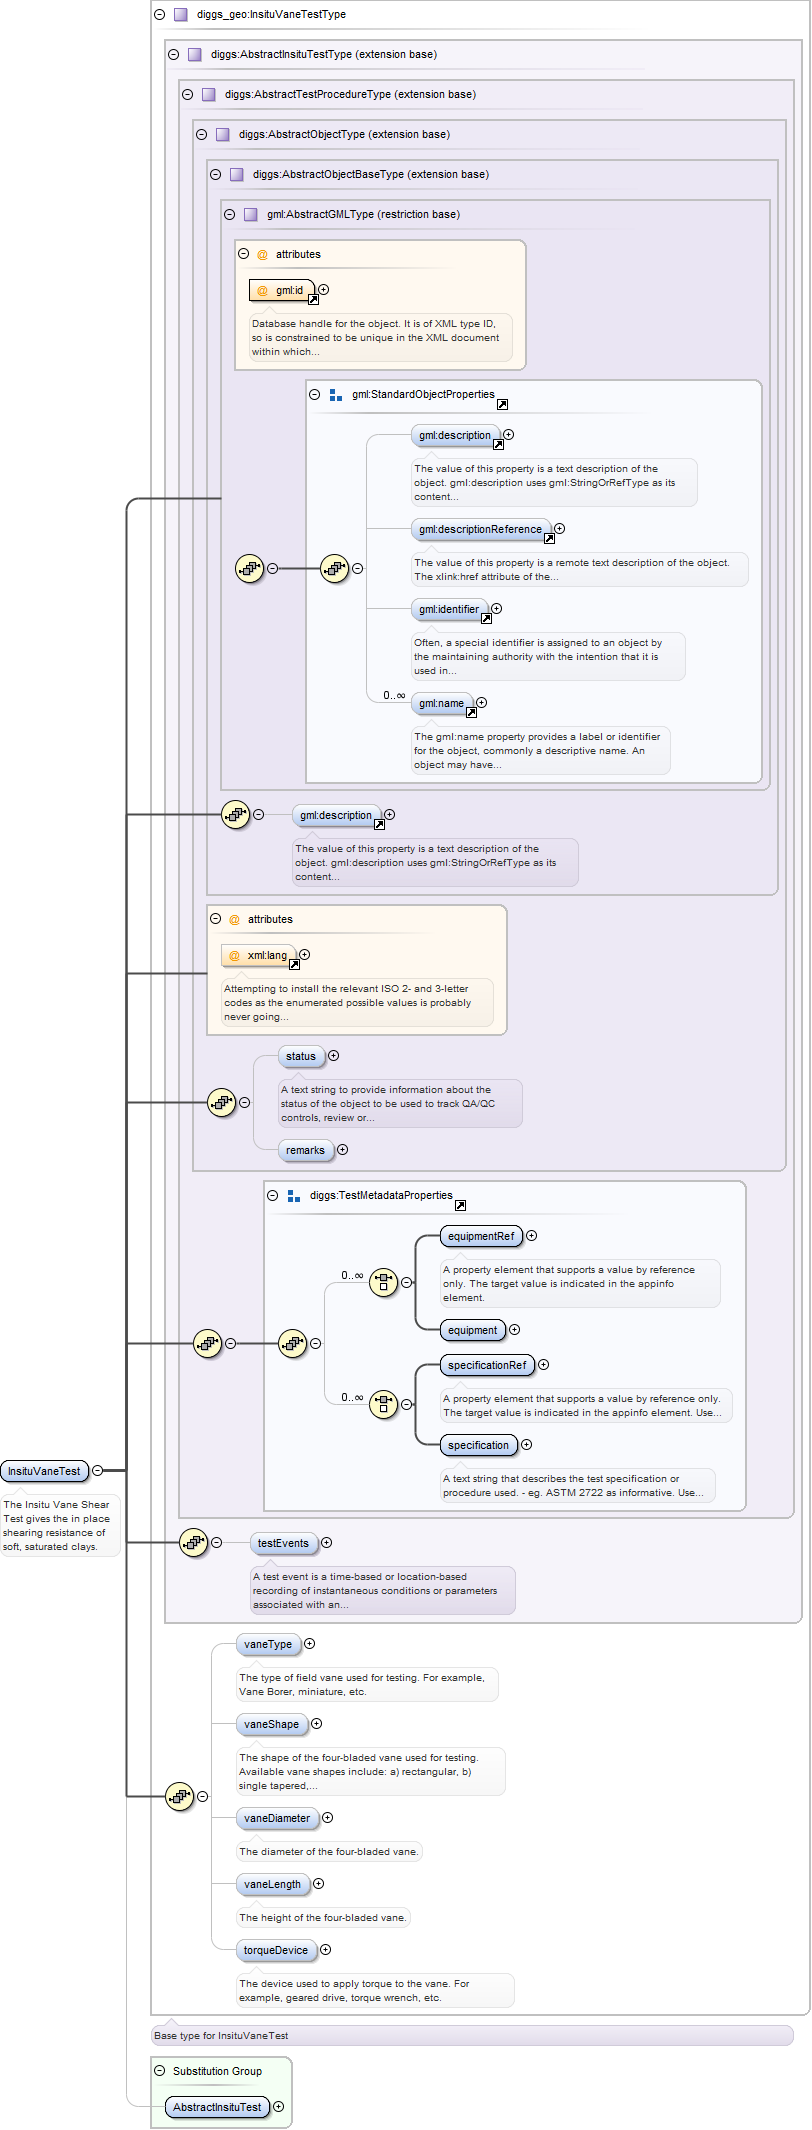 diggs_geo:InsituVaneTestType
diggs:AbstractInsituTestType (extension base)
diggs:AbstractTestProcedureType (extension base)
diggs:AbstractObjectType (extension base)
diggs:AbstractObjectBaseType (extension base)
gml:AbstractGMLType (restriction base)
@ attributes
@ gml:id
Database handle for the object. It is of XML type ID,
so is constrained to be unique in the XML document
within which...
gml:StandardObjectProperties
gml:description
The value of this property is a text description of the
object. gml:description uses gml:StringOrRefType as its
content...
gml:descriptionReference
The value of this property is a remote text description of the object.
The xlink:href attribute of the...
gml:identifier
Often, a special identifier is assigned to an object by
the maintaining authority with the intention that it is
used in...
0..∞
gml:name
The gml:name property provides a label or identifier
for the object, commonly a descriptive name. An
object may have...
gml:description
The value of this property is a text description of the
object. gml:description uses gml:StringOrRefType as its
content...
@ attributes
@ xml:lang
Attempting to install the relevant ISO 2- and 3-letter
codes as the enumerated possible values is probably
never going...
status
A text string to provide information about the
status of the object to be used to track QA/QC
controls, review or...
remarks
diggs:TestMetadataProperties
0..∞
equipmentRef
A property element that supports a value by reference
only. The target value is indicated in the appinfo
element.
equipment
0..∞
specificationRef
A property element that supports a value by reference only.
The target value is indicated in the appinfo element. Use...
specification
A text string that describes the test specification or
procedure used. - eg. ASTM 2722 as informative. Use...
InsituVaneTest
The Insitu Vane Shear
Test gives the in place
shearing resistance of
soft, saturated clays.
testEvents
A test event is a time-based or location-based
recording of instantaneous conditions or parameters
associated with an...
vaneType
The type of field vane used for testing. For example,
Vane Borer, miniature, etc.
vaneShape
The shape of the four-bladed vane used for testing.
Available vane shapes include: a) rectangular, b)
single tapered,...
vaneDiameter
The diameter of the four-bladed vane.
vaneLength
The height of the four-bladed vane.
torqueDevice
The device used to apply torque to the vane. For
example, geared drive, torque wrench, etc.
Base type for InsituVaneTest
Substitution Group
AbstractInsituTest